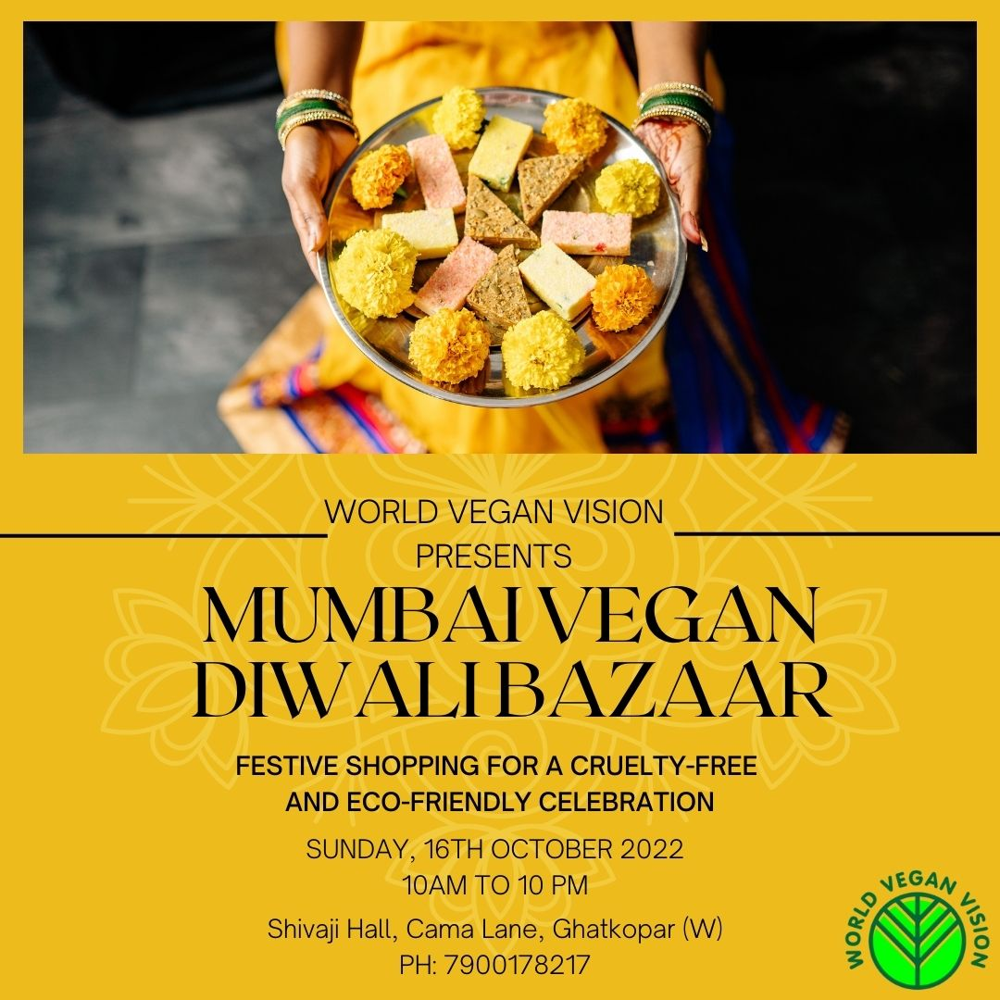 WORLD VEGAN VISION
PRESENTS
MUMBAI VEGAN
DIWALI BAZAAR
FESTIVE SHOPPING FOR A CRUELTY-FREE
AND ECO-FRIENDLY CELEBRATION
SUNDAY, 16TH OCTOBER 2022
10AM TO 10 PM
Shivaji Hall, Cama Lane, Ghatkopar (W)
PH: 7900178217
WORLD VEGAN VISION